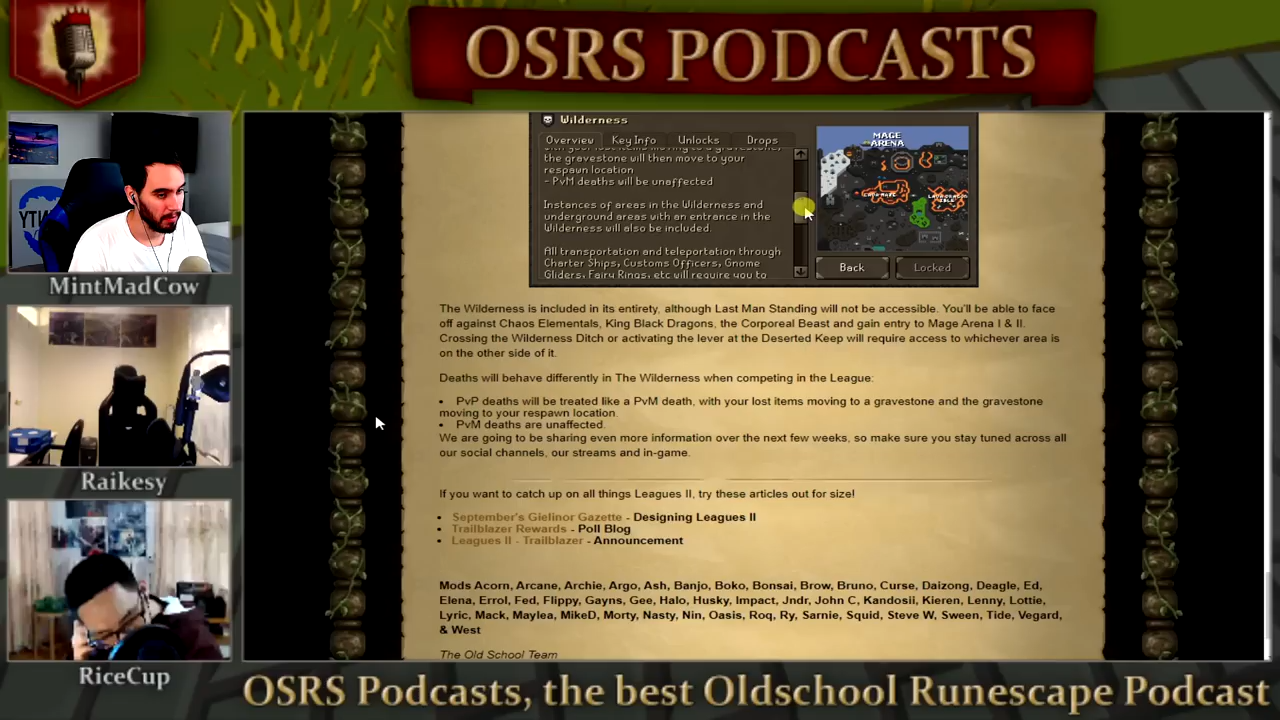 OSRS PODCASTS
Wilderness
Overview Key Info Unlocks Drops
the gravestone will then move to your
respawn location
- PvM deaths will be unaffected
Instances of areas in the Wilderness and
underground areas with an entrance in the
Wilderness will also be included.
All transportation and teleportation through
Charter Ships, Customs Officers, Gnome
Gliders, Fairy Rings, etc will require you to
MAGE
ARENA
Back Locked
MintMadCow
Raikesy
RiceCup
The Wilderness is included in its entirety, although Last Man Standing will not be accessible. You'll be able to face
off against Chaos Elementals, King Black Dragons, the Corporeal Beast and gain entry to Mage Arena I & II.
Crossing the Wilderness Ditch or activating the lever at the Deserted Keep will require access to whichever area is
on the other side of it.
Deaths will behave differently in The Wilderness when competing in the League:
• PvP deaths will be treated like a PvM death, with your lost items moving to a gravestone and the gravestone
moving to your respawn location.
• PvM deaths are unaffected.
We are going to be sharing even more information over the next few weeks, so make sure you stay tuned across all
our social channels, our streams and in-game.
If you want to catch up on all things Leagues II, try these articles out for size!
• September's Gielinor Gazette - Designing Leagues II
• Trailblazer Rewards - Poll Blog
• Leagues II - Trailblazer - Announcement
Mods Acorn, Arcane, Archie, Argo, Ash, Banjo, Boko, Bonsai, Brow, Bruno, Curse, Daizong, Deagle, Ed,
Elena, Errol, Fed, Flippy, Gayns, Gee, Halo, Husky, Impact, Jndr, John C, Kandosii, Kieren, Lenny, Lottie,
Lyric, Mack, Maylea, MikeD, Morty, Nasty, Nin, Oasis, Roq, Ry, Sarnie, Squid, Steve W, Sween, Tide, Vegard,
& West
The Old School Team
OSRS Podcasts, the best Oldschool Runescape Podcast